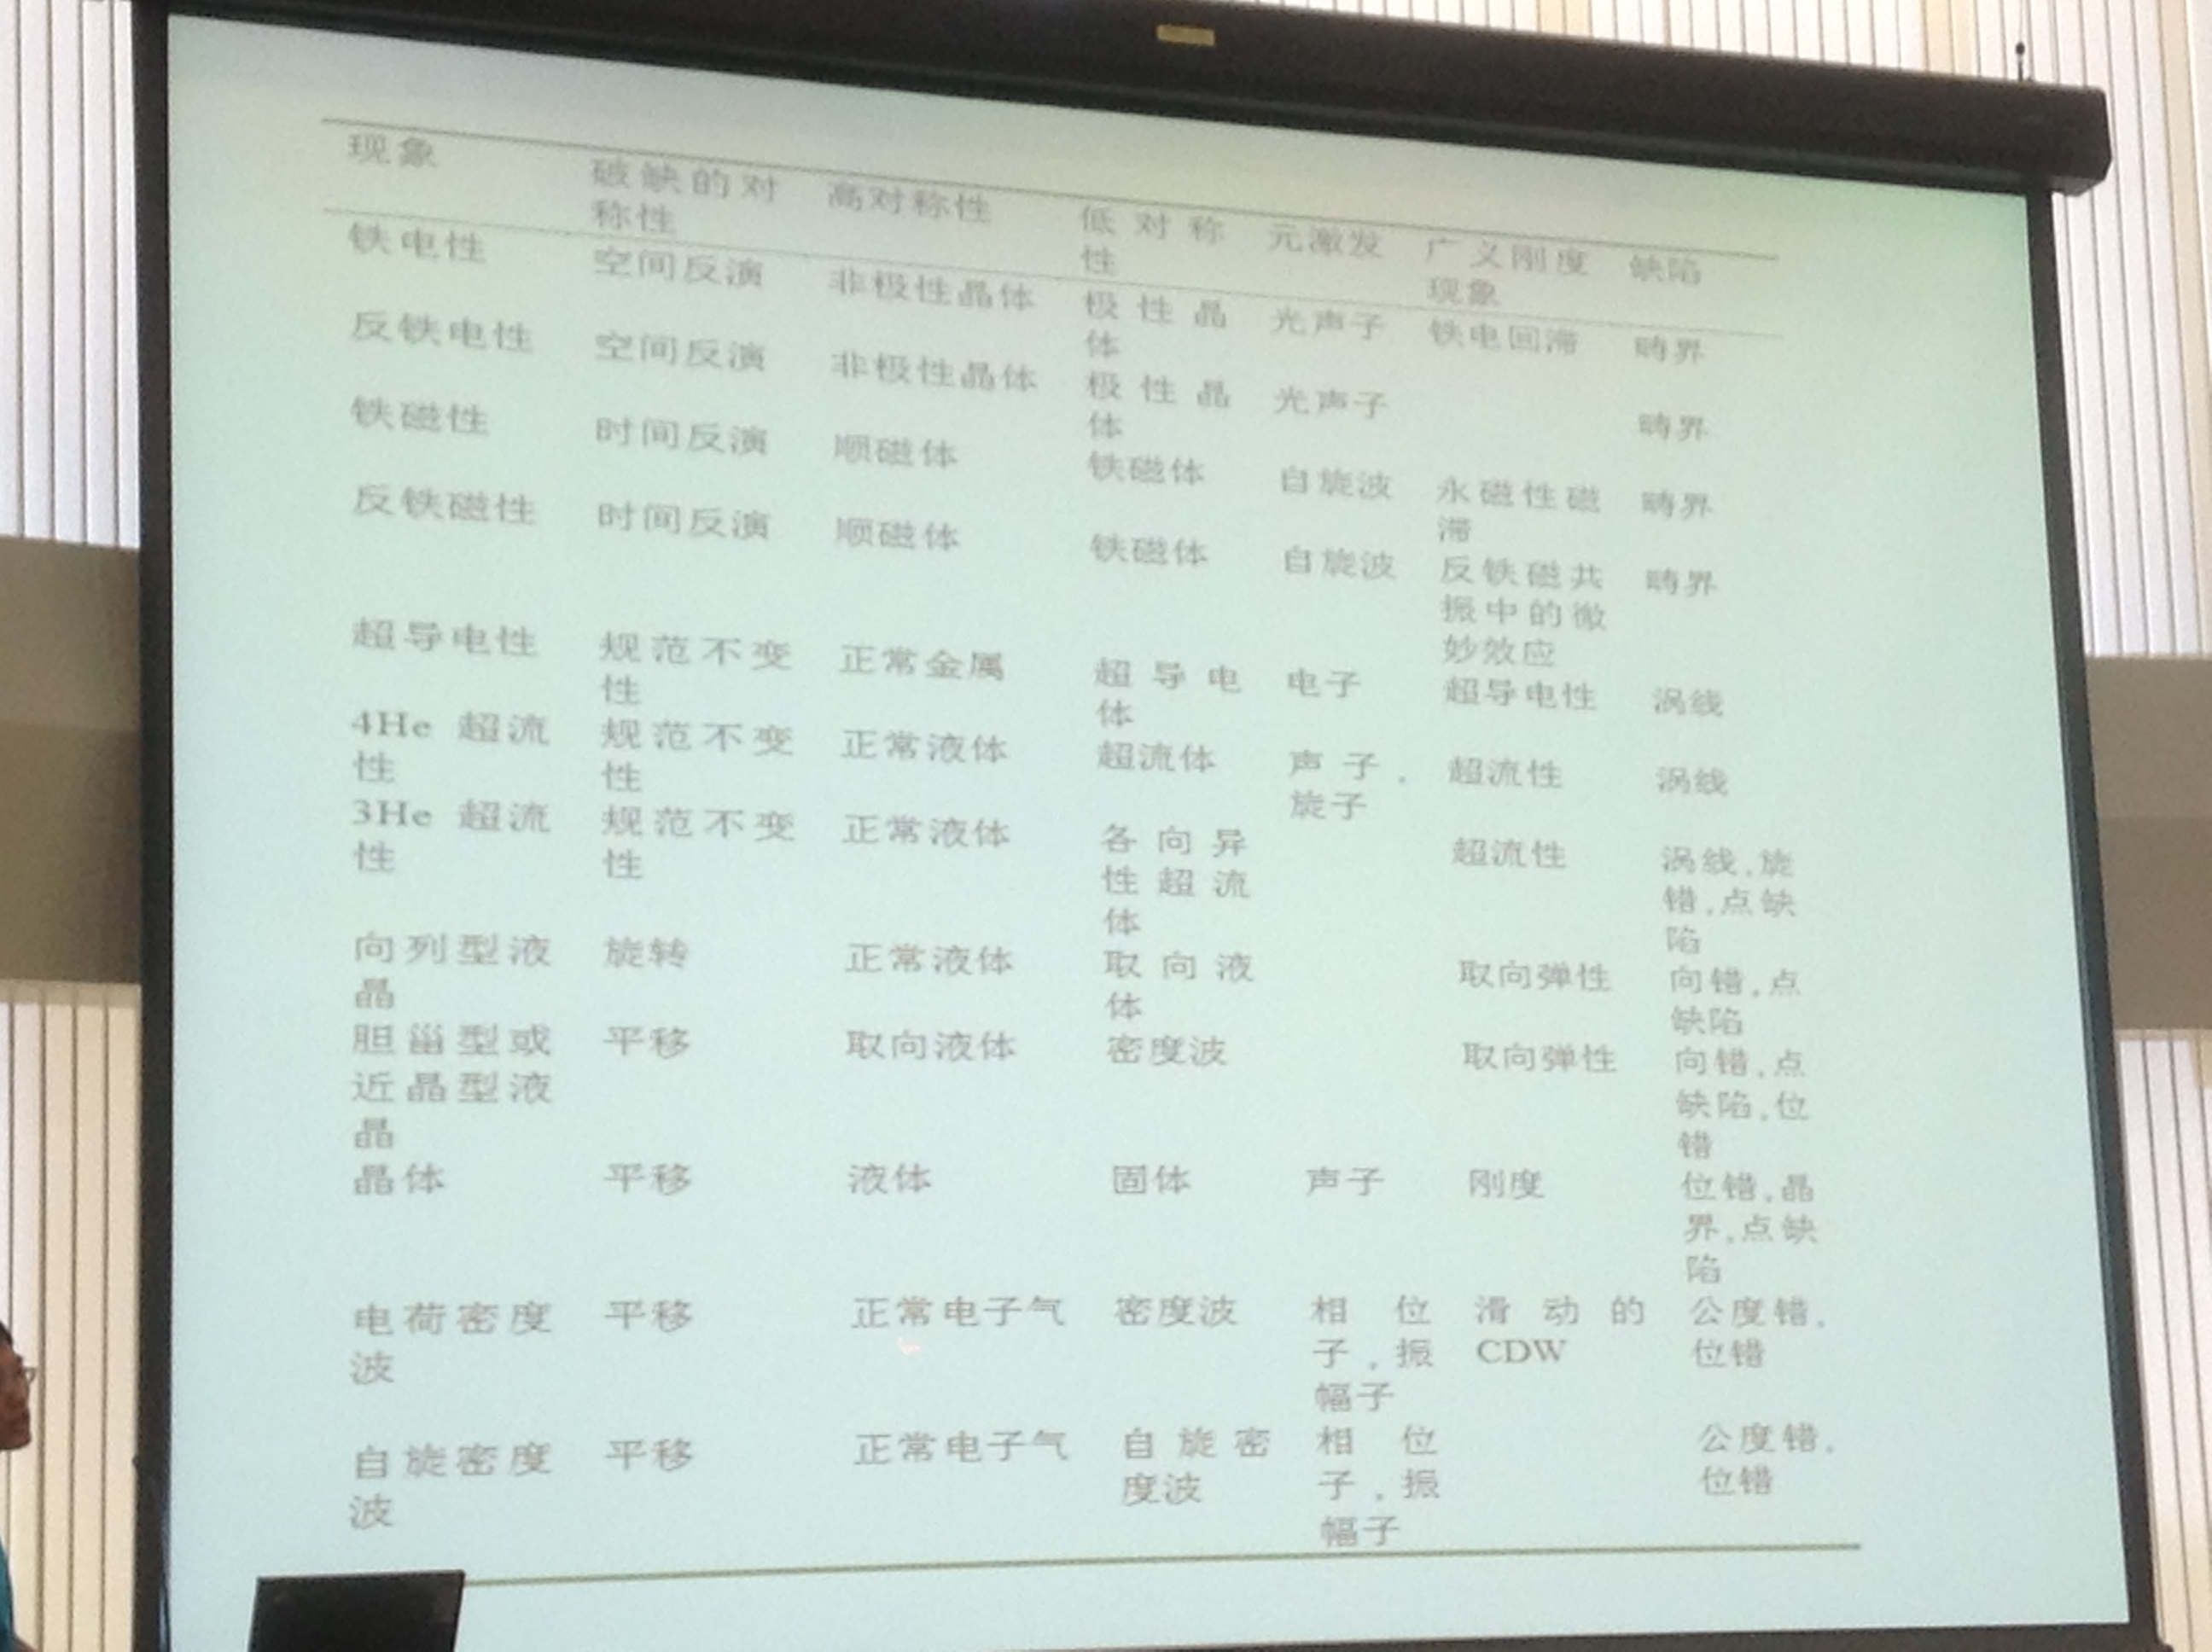 现象 破缺的对称性 高对称性 低对称性 元激发 广义刚度现象 缺陷
铁电性 空间反演 非极性晶体 极性晶体 光声子 铁电回滞 畴界
反铁电性 空间反演 非极性晶体 极性晶体 光声子 畴界
铁磁性 时间反演 顺磁体 铁磁体 自旋波 永磁性磁滞 畴界
反铁磁性 时间反演 顺磁体 铁磁体 自旋波 反铁磁共振中的微妙效应 畴界
超导电性 规范不变性 正常金属 超导电体 电子 超导电性 涡线
4He 超流性 规范不变性 正常液体 超流体 声子,旋子 超流性 涡线
3He 超流性 规范不变性 正常液体 各向异性超流体 超流性 涡线,旋错,点缺陷
向列型液晶 旋转 正常液体 取向液体 取向弹性 向错,点缺陷
胆甾型或近晶型液晶 平移 取向液体 密度波 取向弹性 向错,点缺陷,位错
晶体 平移 液体 固体 声子 刚度 位错,晶界,点缺陷
电荷密度波 平移 正常电子气 密度波 相位子,振幅子 滑动的CDW 公度错,位错
自旋密度波 平移 正常电子气 自旋密度波 相位子,振幅子 公度错,位错